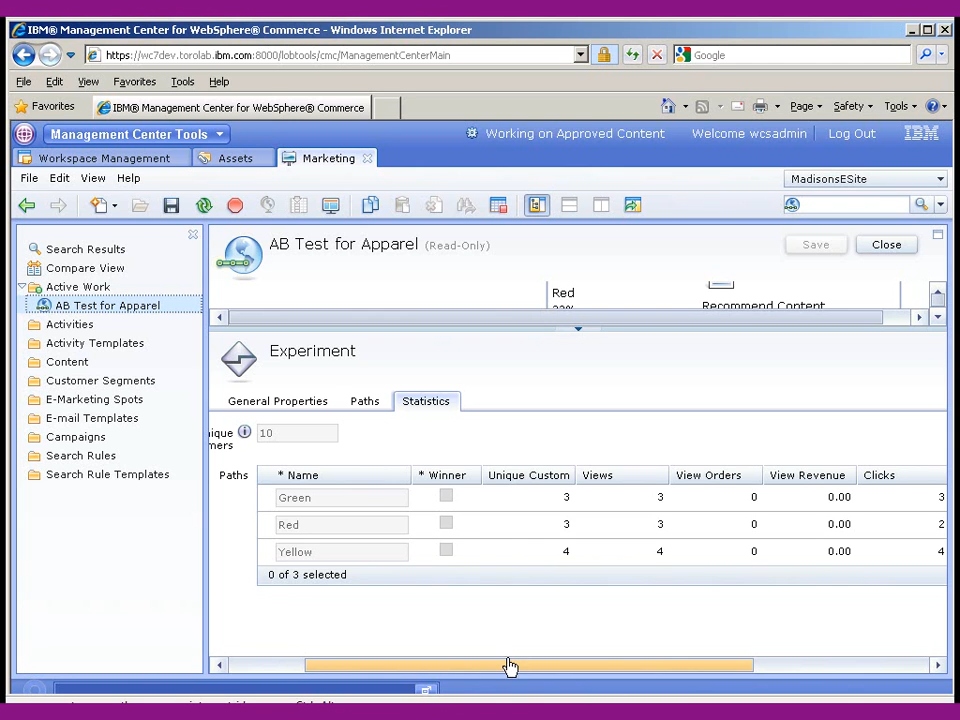 IBM® Management Center for WebSphere® Commerce - Windows Internet Explorer
https://wc7dev.torolab.ibm.com:8000/lobtools/cmc/ManagementCenterMain
Google
File Edit View Favorites Tools Help
Favorites IBM® Management Center for WebSphere® Commerce Page Safety Tools
Management Center Tools Working on Approved Content Welcome wcsadmin Log Out IBM
Workspace Management Assets Marketing
File Edit View Help MadisonsESite
Search Results
Compare View
Active Work
AB Test for Apparel
Activities
Activity Templates
Content
Customer Segments
E-Marketing Spots
E-mail Templates
Campaigns
Search Rules
Search Rule Templates
AB Test for Apparel (Read-Only) Save Close
Red
Recommend Content
Experiment
General Properties Paths Statistics
ique 10
mers
Paths * Name * Winner Unique Custom Views View Orders View Revenue Clicks
Green 3 3 0 0.00 3
Red 3 3 0 0.00 2
Yellow 4 4 0 0.00 4
0 of 3 selected